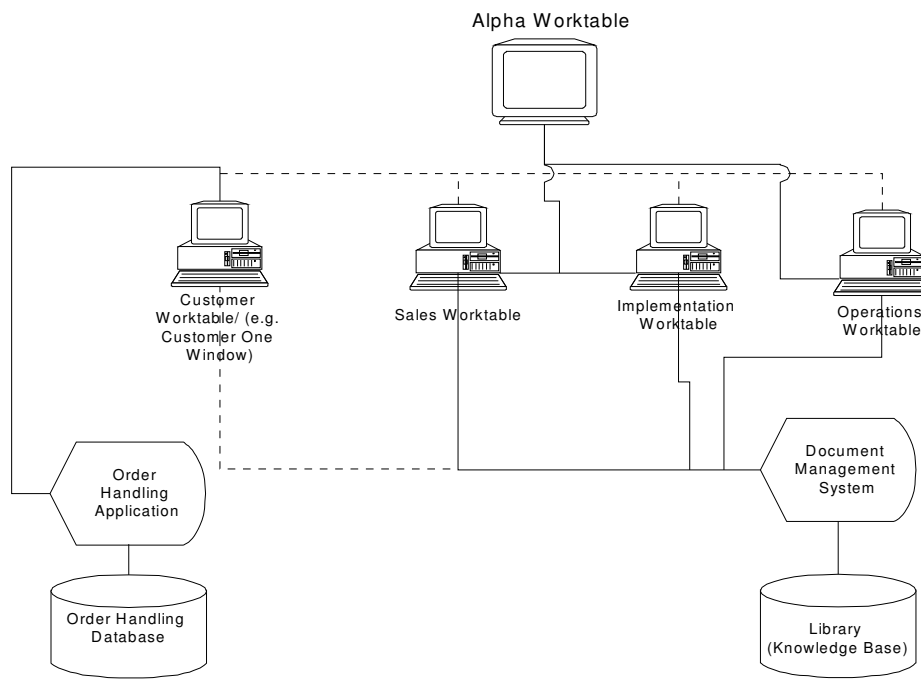 Alpha Worktable
Customer
Worktable/ (e.g.
Customer One
Window)
Sales Worktable
Implementation
Worktable
Operations
Worktable
Order
Handling
Application
Document
Management
System
Order Handling
Database
Library
(Knowledge Base)